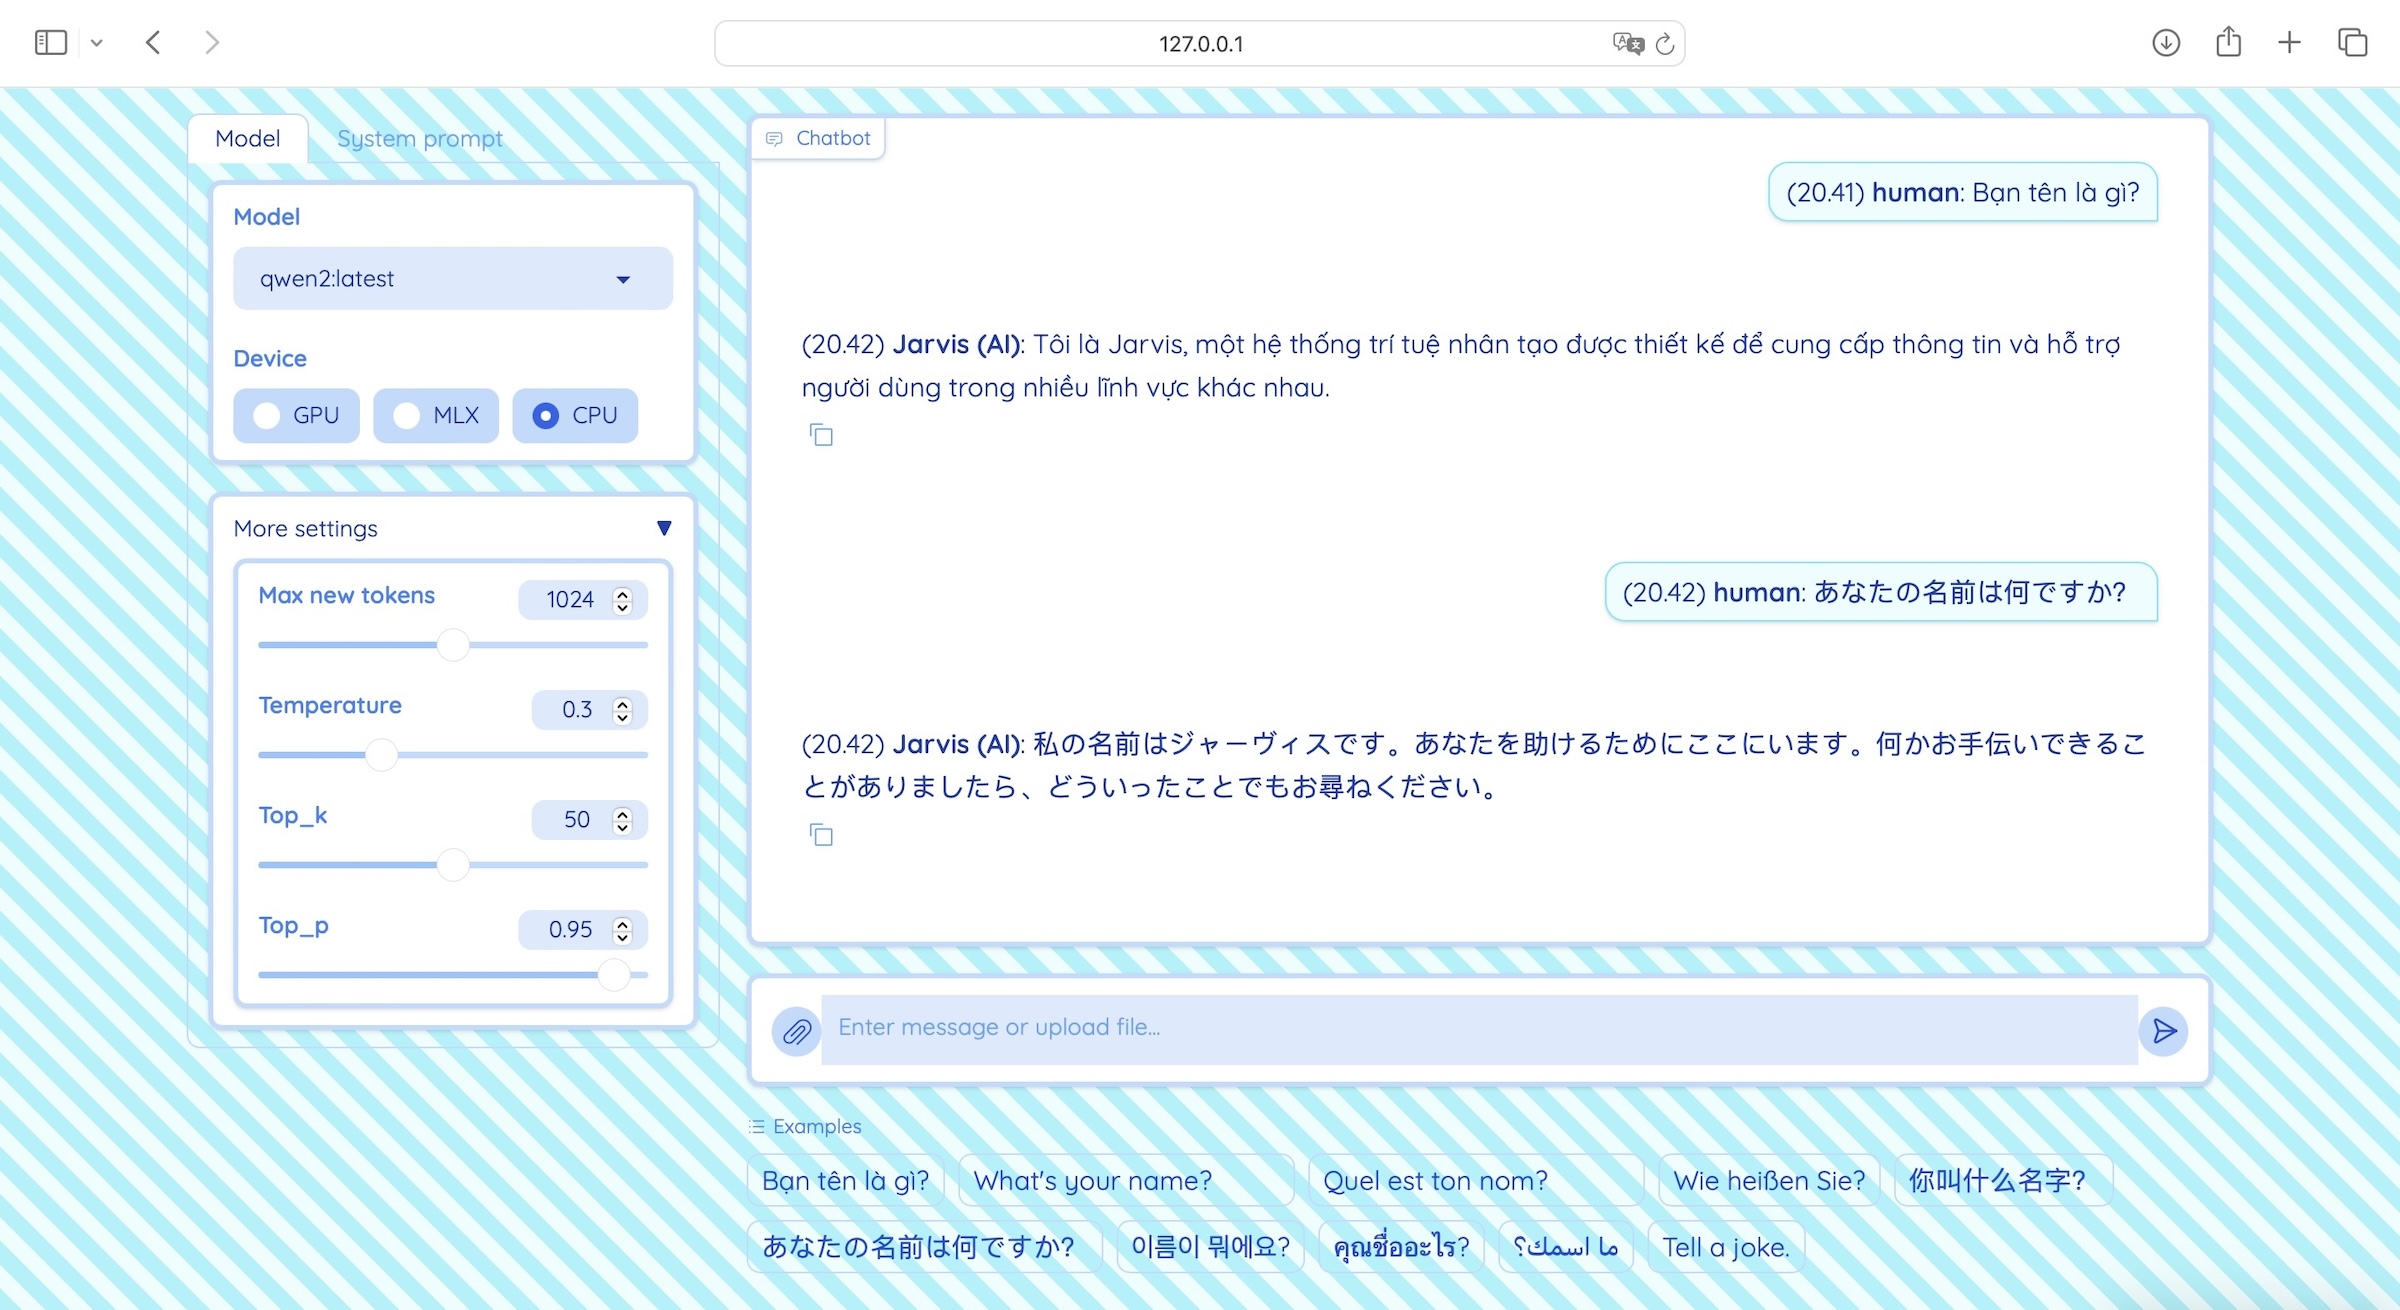 127.0.0.1
Model
System prompt
Model
qwen2:latest
Device
GPU
MLX
CPU
More settings
Max new tokens
1024
Temperature
0.3
Top_k
50
Top_p
0.95
Chatbot
(20.41) human: Bạn tên là gì?
(20.42) Jarvis (AI): Tôi là Jarvis, một hệ thống trí tuệ nhân tạo được thiết kế để cung cấp thông tin và hỗ trợ
người dùng trong nhiều lĩnh vực khác nhau.
(20.42) human: あなたの名前は何ですか?
(20.42) Jarvis (AI): 私の名前はジャーヴィスです。あなたを助けるためにここにいます。何かお手伝いできるこ
とがありましたら、どういったことでもお尋ねください。
Enter message or upload file...
Examples
Bạn tên là gì?
What's your name?
Quel est ton nom?
Wie heißen Sie?
你叫什么名字?
あなたの名前は何ですか?
이름이 뭐에요?
คุณชื่ออะไร?
ما اسمك؟
Tell a joke.